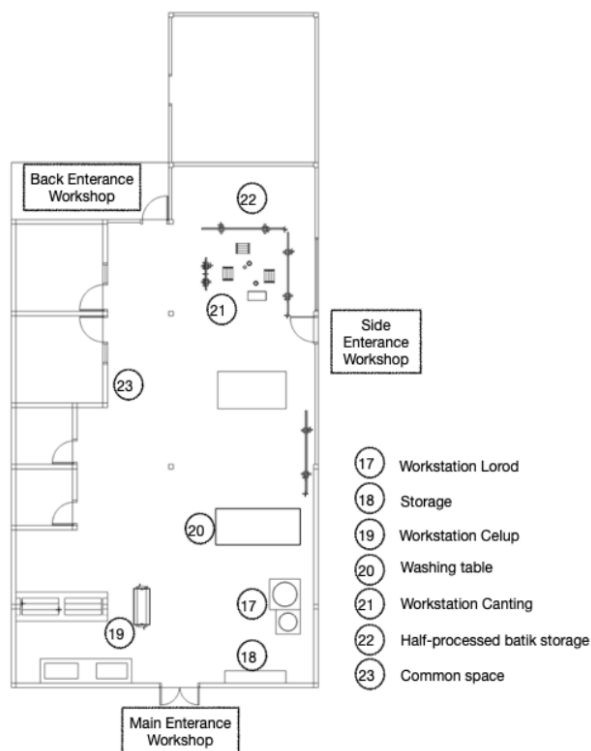 Back Enterance
Workshop
22
21
Side
Enterance
Workshop
23
20
17
19
18
Main Enterance
Workshop
17 Workstation Lorod
18 Storage
19 Workstation Celup
20 Washing table
21 Workstation Canting
22 Half-processed batik storage
23 Common space